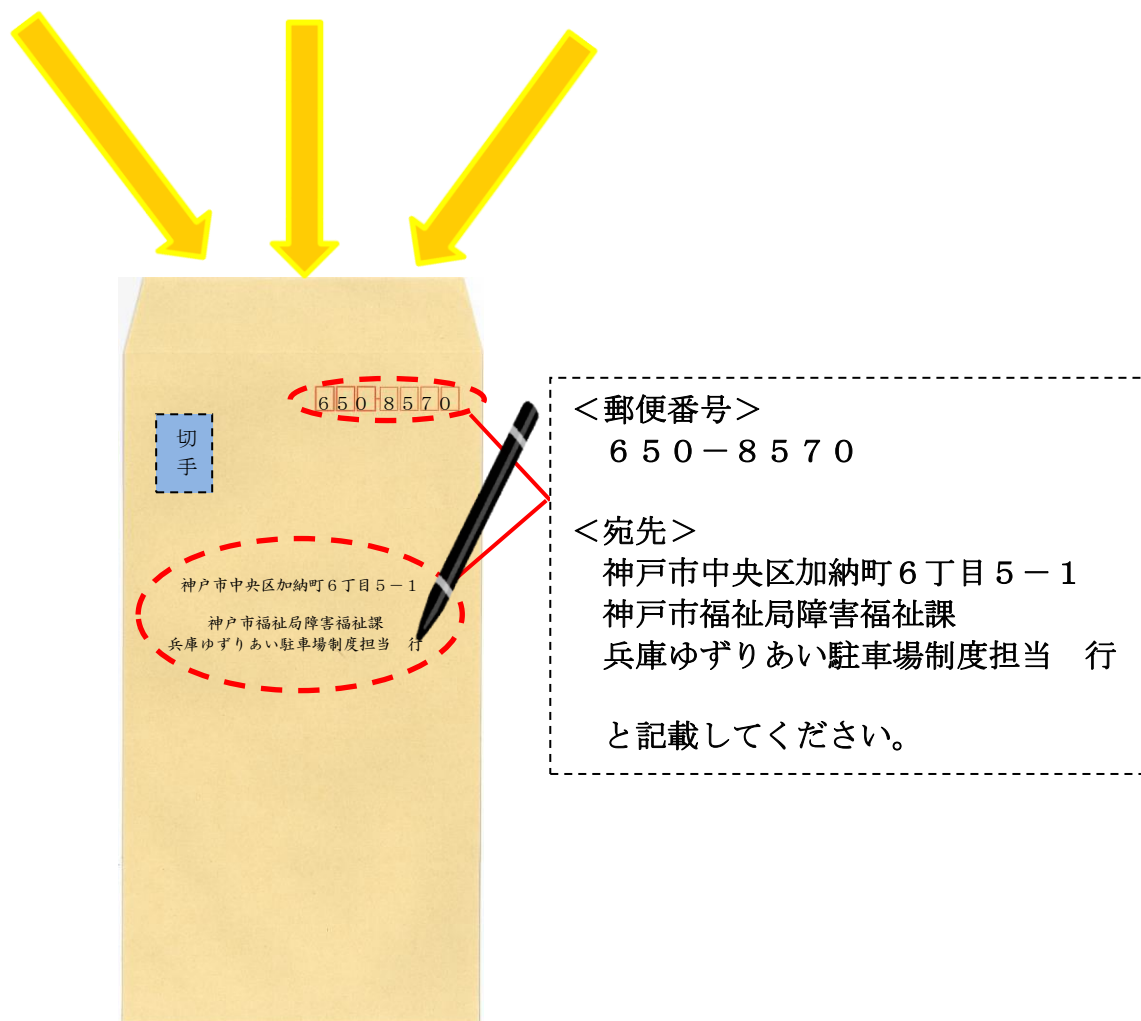 650-8570
切
手
神戸市中央区加納町6丁目5-1
神戸市福祉局障害福祉課
兵庫ゆずりあい駐車場制度担当　行
＜郵便番号＞
６５０－８５７０
＜宛先＞
神戸市中央区加納町６丁目５－１
神戸市福祉局障害福祉課
兵庫ゆずりあい駐車場制度担当　行
と記載してください。